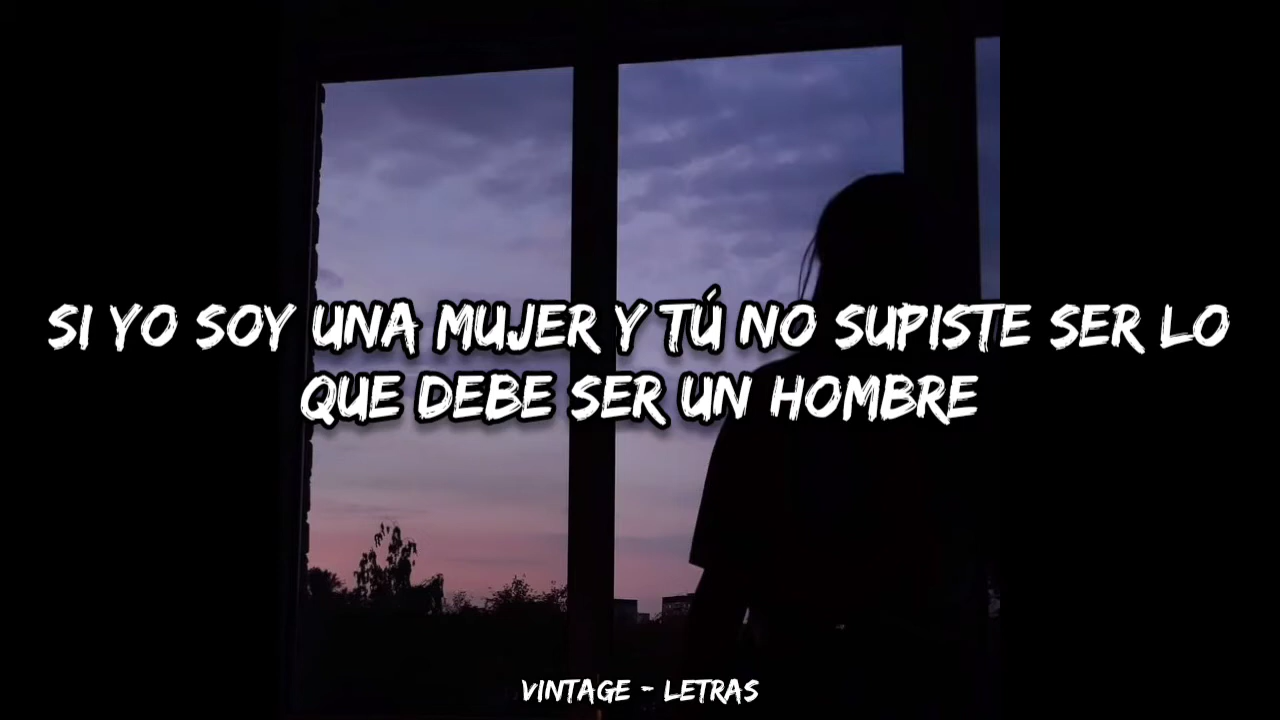 SI YO SOY UNA MUJER Y TÚ NO SUPISTE SER LO
QUE DEBE SER UN HOMBRE
VINTAGE - LETRAS